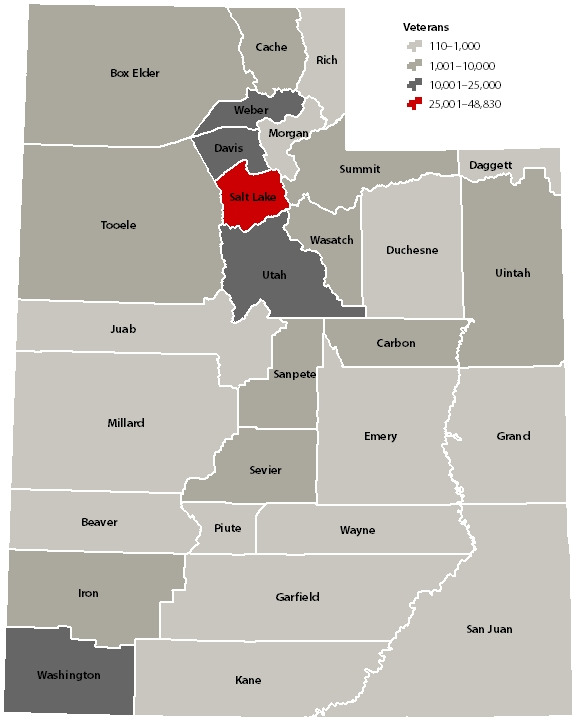 Veterans
110–1,000
1,001–10,000
10,001–25,000
25,001–48,830
Cache
Rich
Box Elder
Weber
Morgan
Davis
Summit
Daggett
Salt Lake
Tooele
Wasatch
Duchesne
Uintah
Utah
Juab
Carbon
Sanpete
Millard
Emery
Grand
Sevier
Beaver
Piute
Wayne
Iron
Garfield
San Juan
Washington
Kane